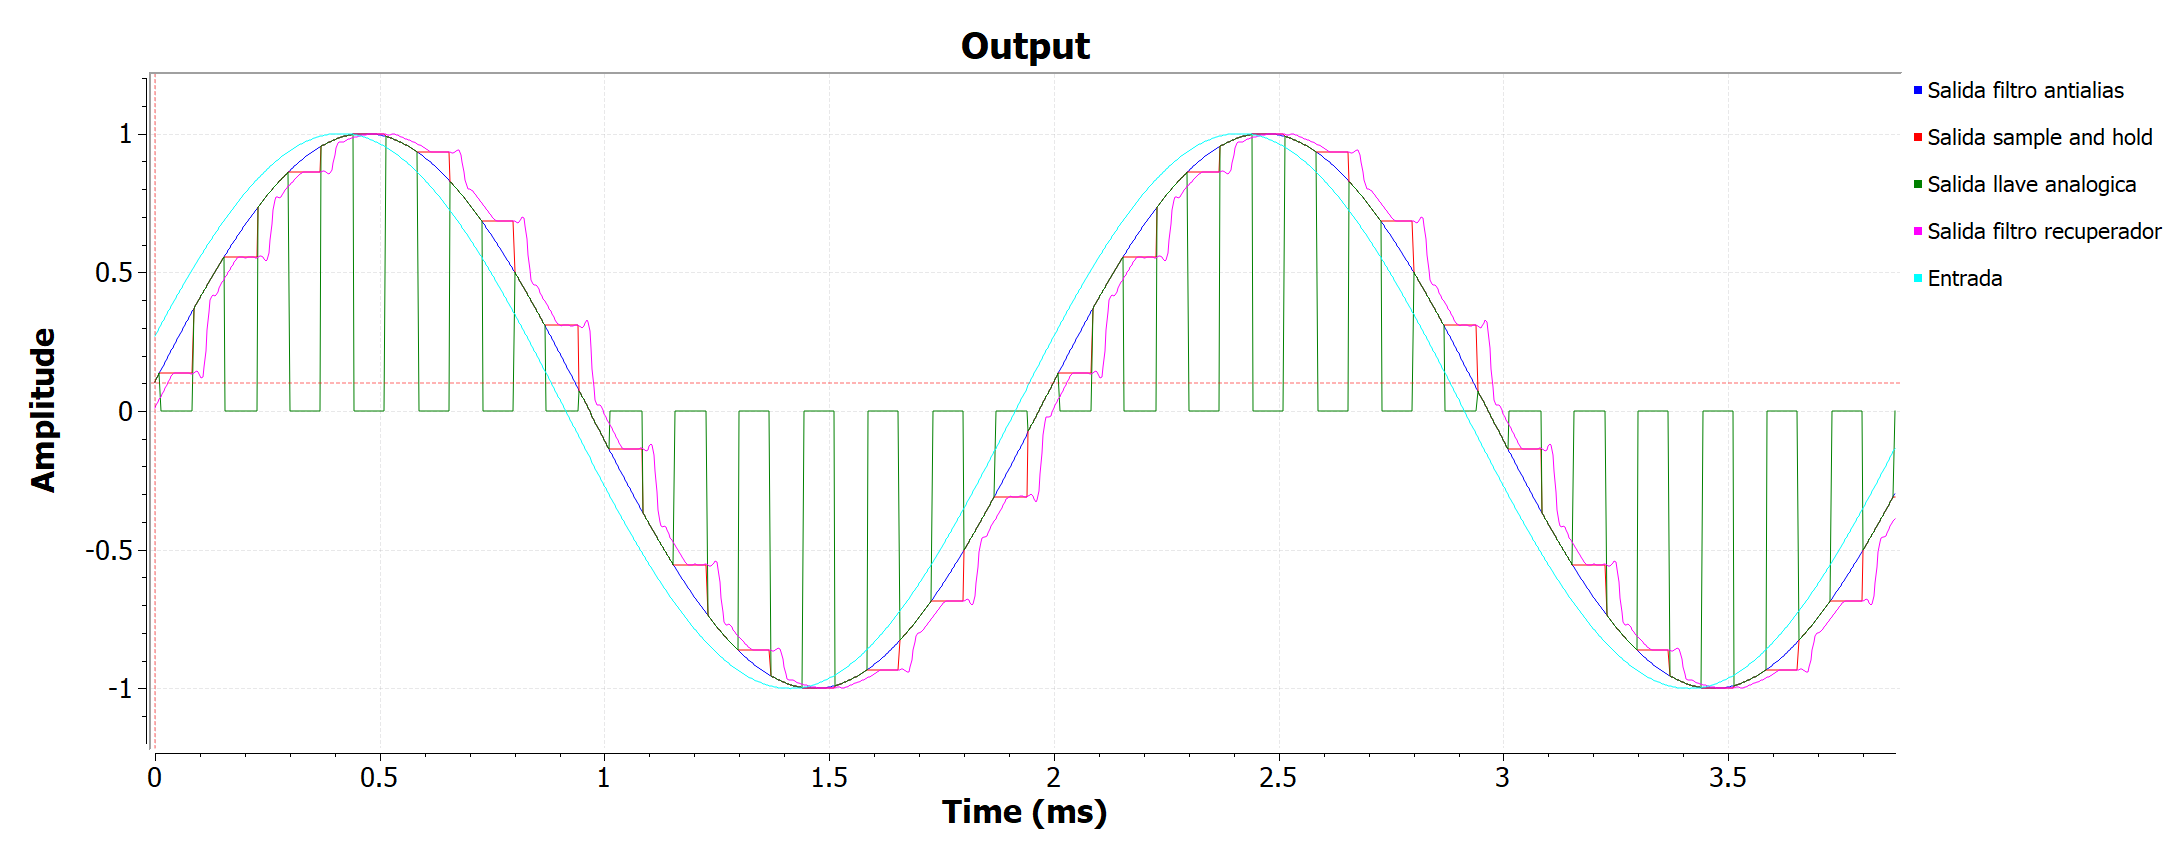 Output
Salida filtro antialias
Salida sample and hold
Salida llave analogica
Salida filtro recuperador
Entrada
Amplitude
1
0.5
0
-0.5
-1
0 0.5 1 1.5 2 2.5 3 3.5
Time (ms)